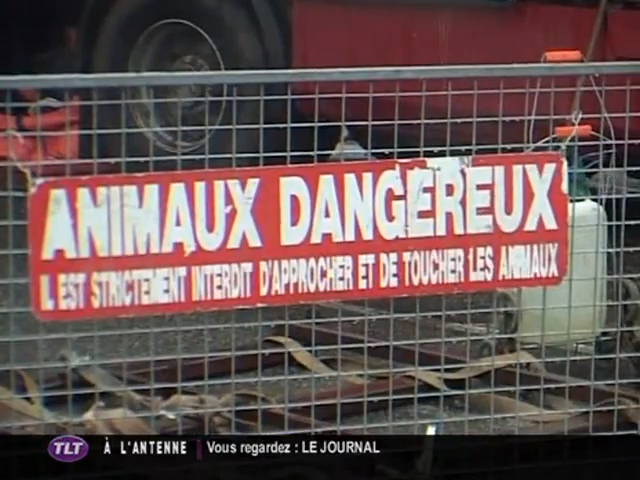 ANIMAUX DANGEREUX
IL EST STRICTEMENT INTERDIT D'APPROCHER ET DE TOUCHER LES ANIMAUX
TLT À L'ANTENNE Vous regardez : LE JOURNAL